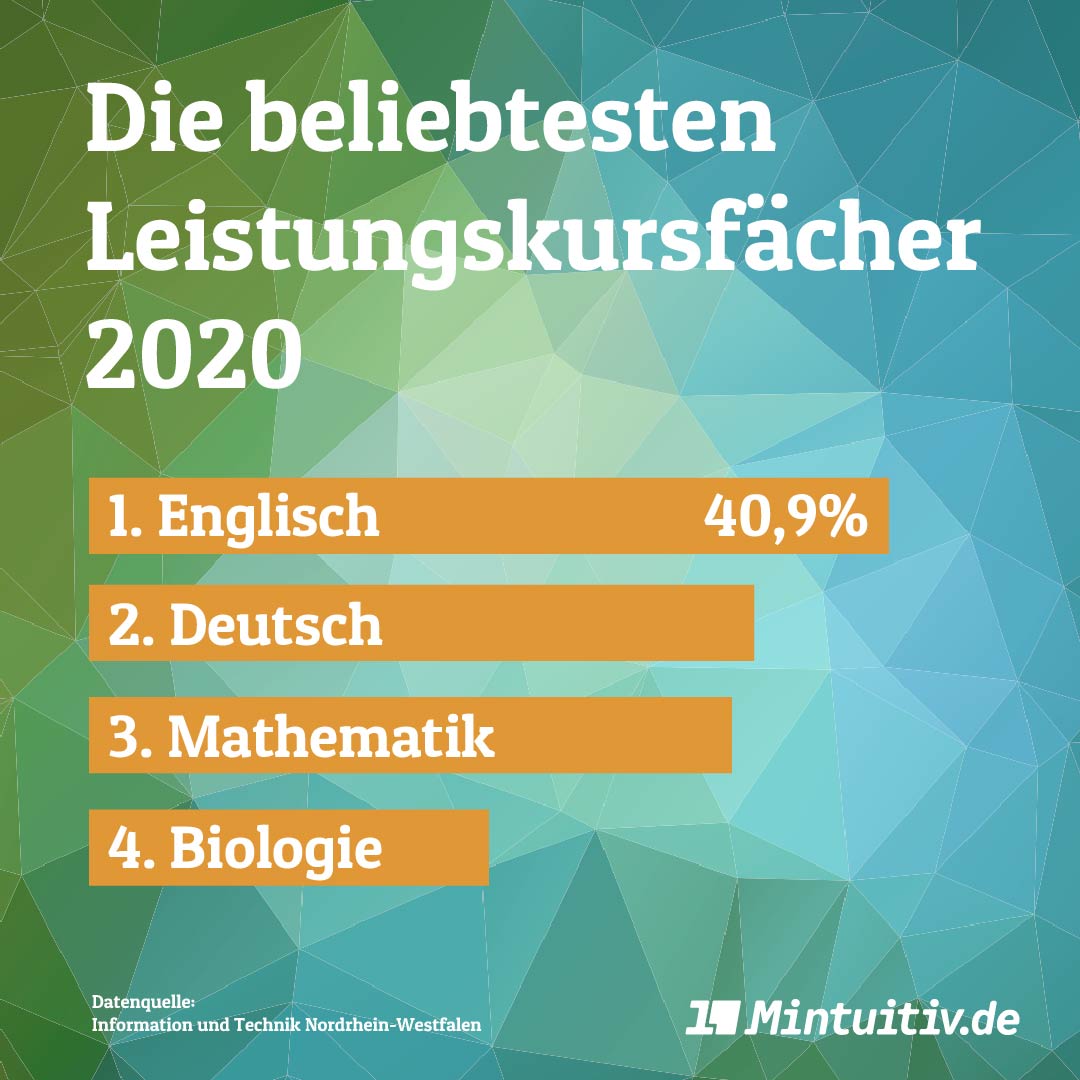 Die beliebtesten
Leistungskursfächer
2020
1. Englisch 40,9%
2. Deutsch
3. Mathematik
4. Biologie
Datenquelle:
Information und Technik Nordrhein-Westfalen
Mintuitiv.de